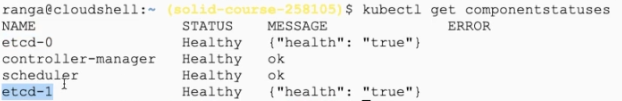 ranga@cloudshell:~ (solid-course-258105)$ kubectl get componentstatuses
NAME STATUS MESSAGE ERROR
etcd-0 Healthy {"health": "true"}
controller-manager Healthy ok
scheduler Healthy ok
etcd-1 Healthy {"health": "true"}